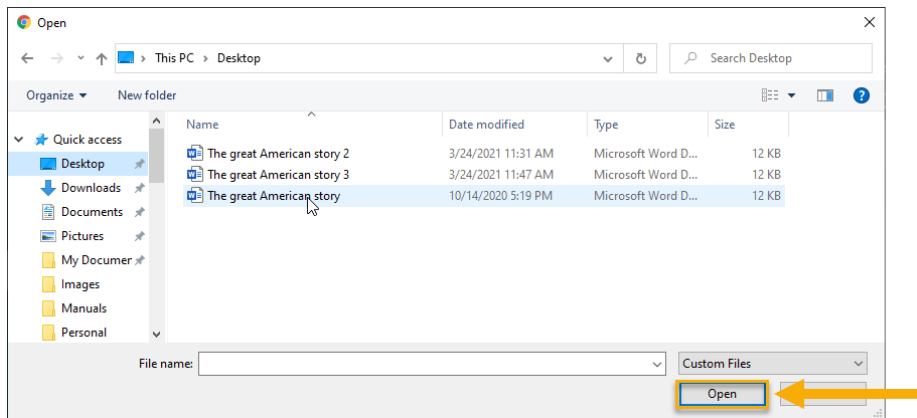 Open
This PC > Desktop
Search Desktop
Organize
New folder
Name
Date modified
Type
Size
Quick access
Desktop
Downloads
Documents
Pictures
My Documer
Images
Manuals
Personal
The great American story 2 3/24/2021 11:31 AM Microsoft Word D... 12 KB
The great American story 3 3/24/2021 11:47 AM Microsoft Word D... 12 KB
The great American story 10/14/2020 5:19 PM Microsoft Word D... 12 KB
File name:
Custom Files
Open